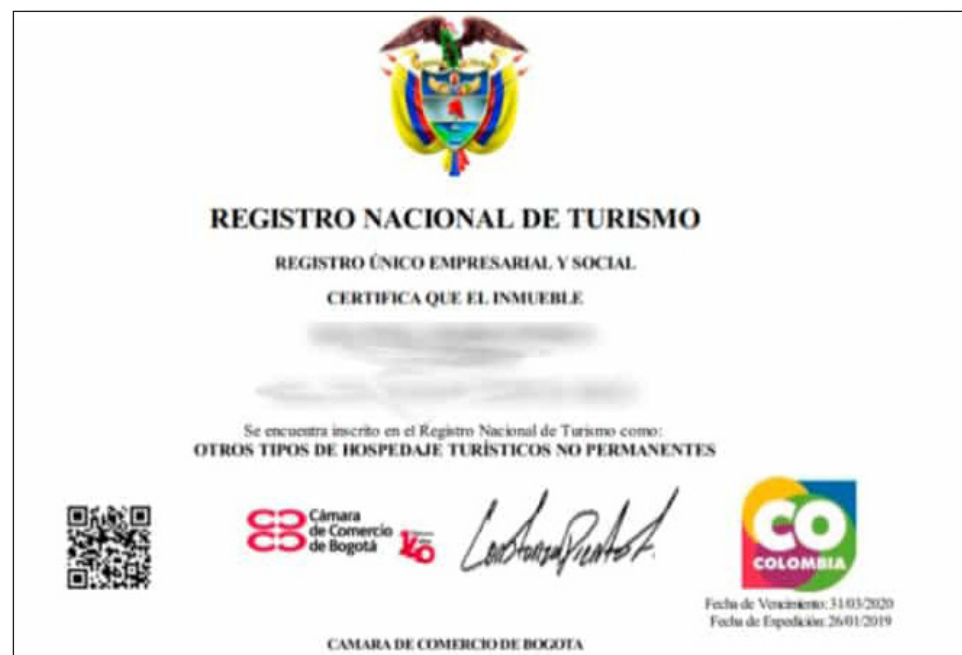 REGISTRO NACIONAL DE TURISMO
REGISTRO ÚNICO EMPRESARIAL Y SOCIAL
CERTIFICA QUE EL INMUEBLE
Se encuentra inscrito en el Registro Nacional de Turismo como:
OTROS TIPOS DE HOSPEDAJE TURÍSTICOS NO PERMANENTES
Cámara
de Comercio
de Bogotá
CO
COLOMBIA
Fecha de Vencimiento: 31/03/2020
Fecha de Expedición: 26/01/2019
CAMARA DE COMERCIO DE BOGOTA